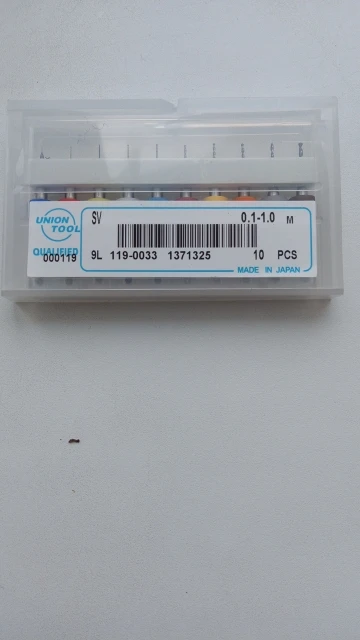 UNION
TOOL
QUALIFIED
000119
SV 0.1-1.0 M
9L 119-0033 1371325 10 PCS
MADE IN JAPAN